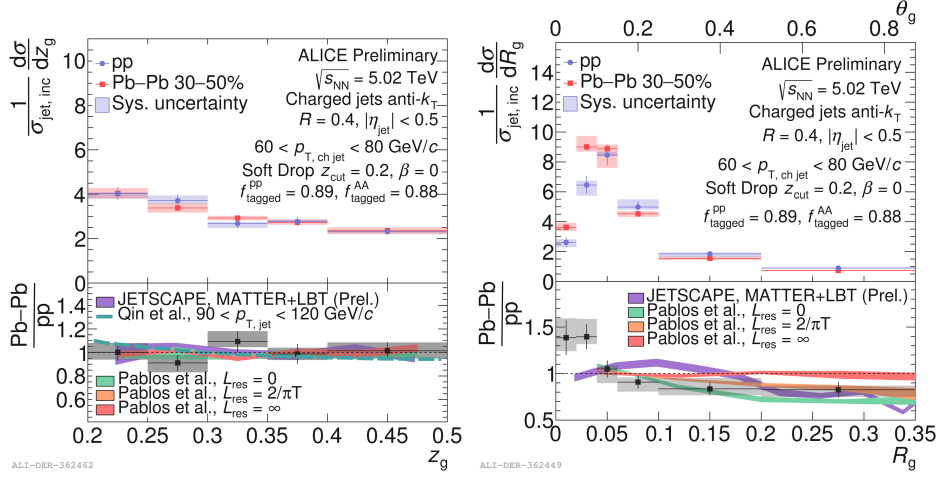 1/σjet, inc dσ/dzg
10
8
6
4
2
0
pp
Pb−Pb 30−50%
Sys. uncertainty
ALICE Preliminary
√sNN = 5.02 TeV
Charged jets anti-kT
R = 0.4, |ηjet| < 0.5
60 < pT, ch jet < 80 GeV/c
Soft Drop zcut = 0.2, β = 0
f pp tagged = 0.89, f AA tagged = 0.88
Pb−Pb/pp
1.4
1.2
1.0
0.8
0.6
JETSCAPE, MATTER+LBT (Prel.)
Qin et al., 90 < pT, jet < 120 GeV/c
Pablos et al., Lres = 0
Pablos et al., Lres = 2/πT
Pablos et al., Lres = ∞
0.2 0.25 0.3 0.35 0.4 0.45 0.5
zg
ALI-DER-362462
0 0.2 0.4 0.6 0.8 θg
1/σjet, inc dσ/dRg
14
12
10
8
6
4
2
0
pp
Pb−Pb 30−50%
Sys. uncertainty
ALICE Preliminary
√sNN = 5.02 TeV
Charged jets anti-kT
R = 0.4, |ηjet| < 0.5
60 < pT, ch jet < 80 GeV/c
Soft Drop zcut = 0.2, β = 0
f pp tagged = 0.89, f AA tagged = 0.88
Pb−Pb/pp
1.5
1
0.5
JETSCAPE, MATTER+LBT (Prel.)
Pablos et al., Lres = 0
Pablos et al., Lres = 2/πT
Pablos et al., Lres = ∞
0 0.05 0.1 0.15 0.2 0.25 0.3 0.35
Rg
ALI-DER-362449